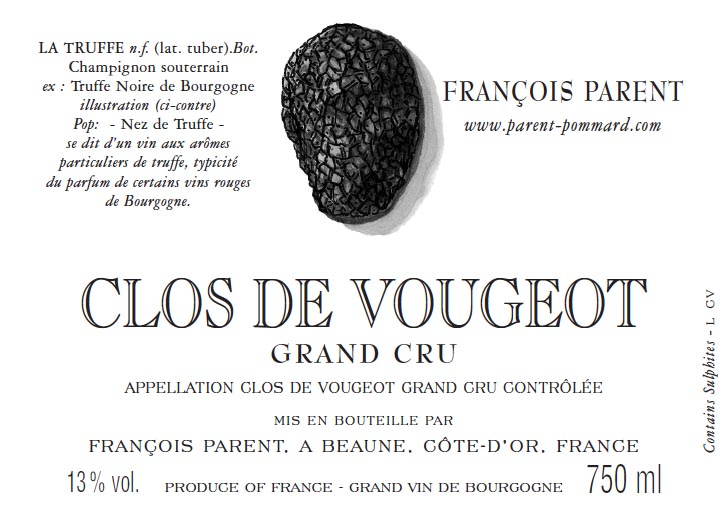 LA TRUFFE n.f. (lat. tuber).Bot.
Champignon souterrain
ex : Truffe Noire de Bourgogne
illustration (ci-contre)
Pop: - Nez de Truffe -
se dit d'un vin aux arômes
particuliers de truffe, typicité
du parfum de certains vins rouges
de Bourgogne.
FRANÇOIS PARENT
www.parent-pommard.com
CLOS DE VOUGEOT
GRAND CRU
APPELLATION CLOS DE VOUGEOT GRAND CRU CONTRÔLÉE
MIS EN BOUTEILLE PAR
FRANÇOIS PARENT, A BEAUNE, CÔTE-D'OR, FRANCE
13 % vol. PRODUCE OF FRANCE - GRAND VIN DE BOURGOGNE 750 ml
Contains Sulphites - L CV